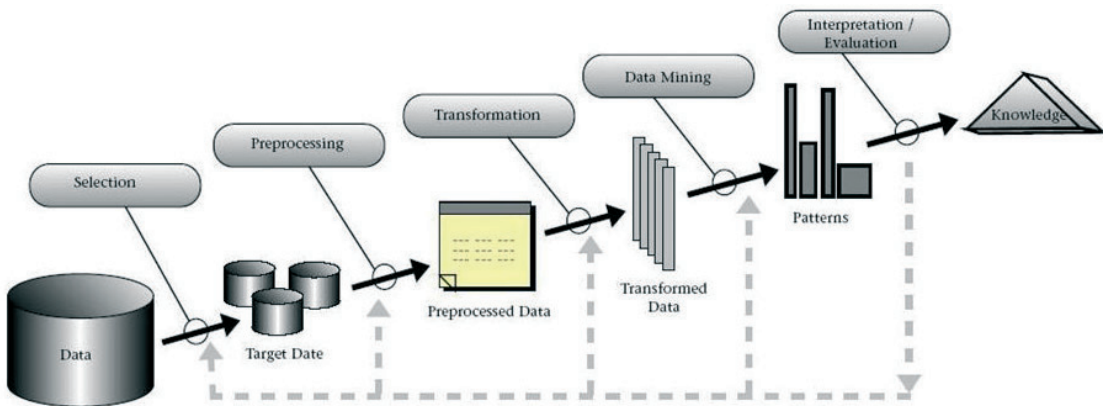 Interpretation /
Evaluation
Data Mining
Transformation
Preprocessing
Selection
Knowledge
Patterns
Transformed
Data
Preprocessed Data
Target Date
Data